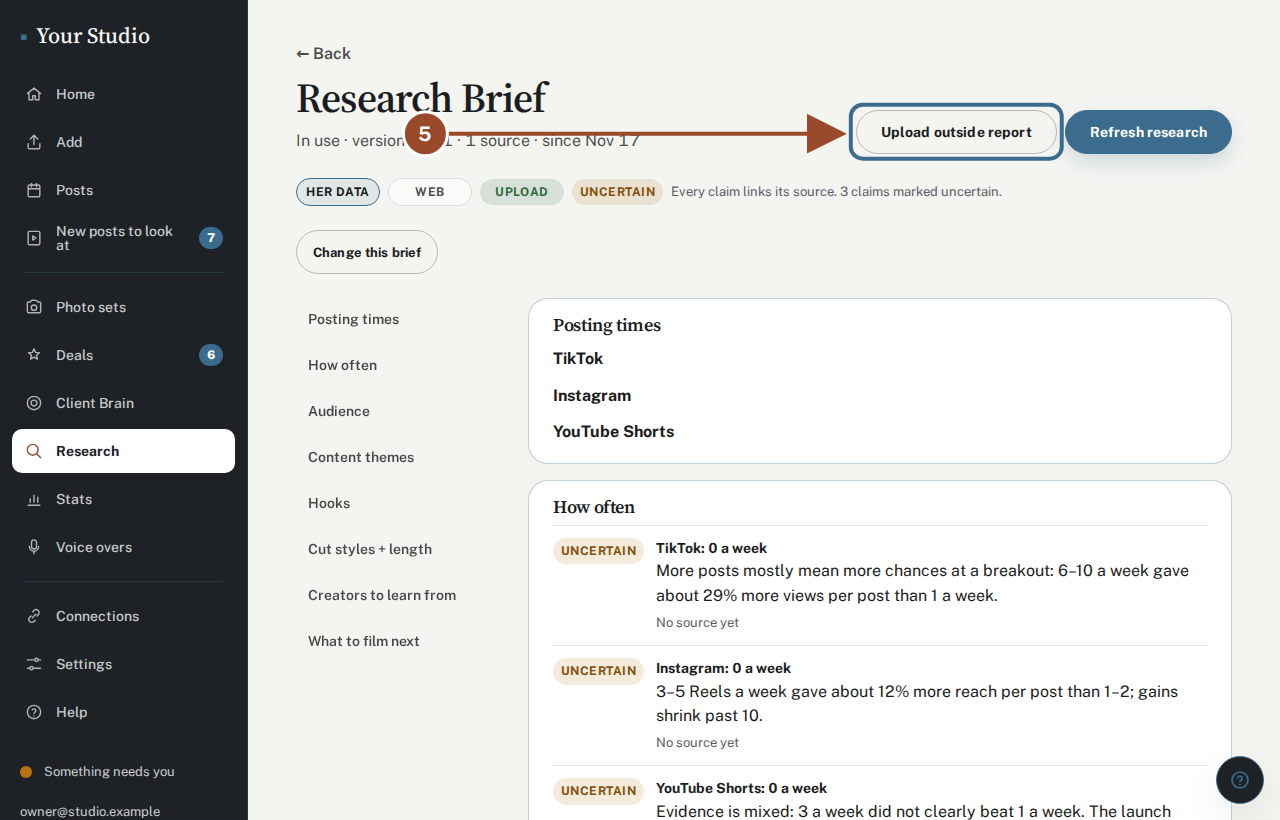 Your Studio
Home
Add
Posts
New posts to look at
7
Photo sets
Deals
6
Client Brain
Research
Stats
Voice overs
Connections
Settings
Help
Something needs you
owner@studio.example
← Back
Research Brief
In use · version 1 · 1 source · since Nov 17
5
Upload outside report
Refresh research
HER DATA
WEB
UPLOAD
UNCERTAIN
Every claim links its source. 3 claims marked uncertain.
Change this brief
Posting times
How often
Audience
Content themes
Hooks
Cut styles + length
Creators to learn from
What to film next
Posting times
TikTok
Instagram
YouTube Shorts
How often
UNCERTAIN
TikTok: 0 a week
More posts mostly mean more chances at a breakout: 6–10 a week gave
about 29% more views per post than 1 a week.
No source yet
UNCERTAIN
Instagram: 0 a week
3–5 Reels a week gave about 12% more reach per post than 1–2; gains
shrink past 10.
No source yet
UNCERTAIN
YouTube Shorts: 0 a week
Evidence is mixed: 3 a week did not clearly beat 1 a week. The launch